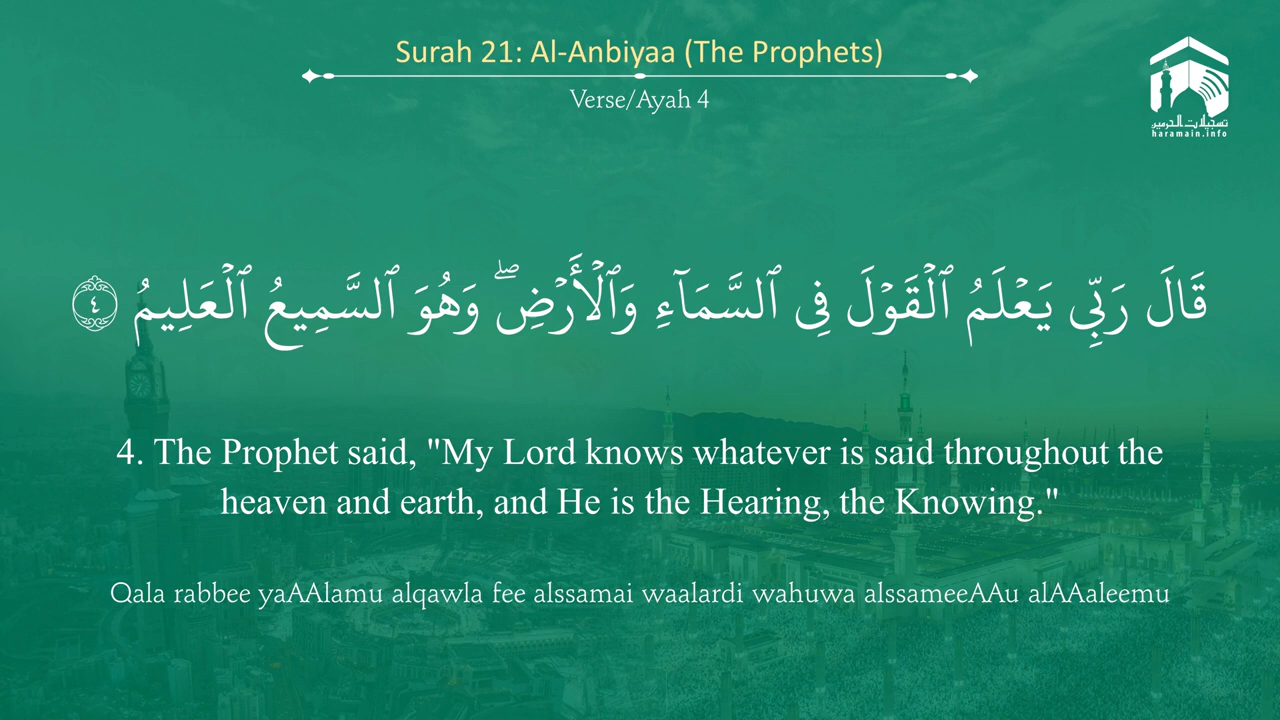 Surah 21: Al-Anbiyaa (The Prophets)
Verse/Ayah 4
تسجيلات الحرمين
haramain.info
قَالَ رَبِّي يَعۡلَمُ ٱلۡقَوۡلَ فِي ٱلسَّمَآءِ وَٱلۡأَرۡضِۖ وَهُوَ ٱلسَّمِيعُ ٱلۡعَلِيمُ ٤
4. The Prophet said, "My Lord knows whatever is said throughout the
heaven and earth, and He is the Hearing, the Knowing."
Qala rabbee yaAAlamu alqawla fee alssamai waalardi wahuwa alssameeAAu alAAaleemu